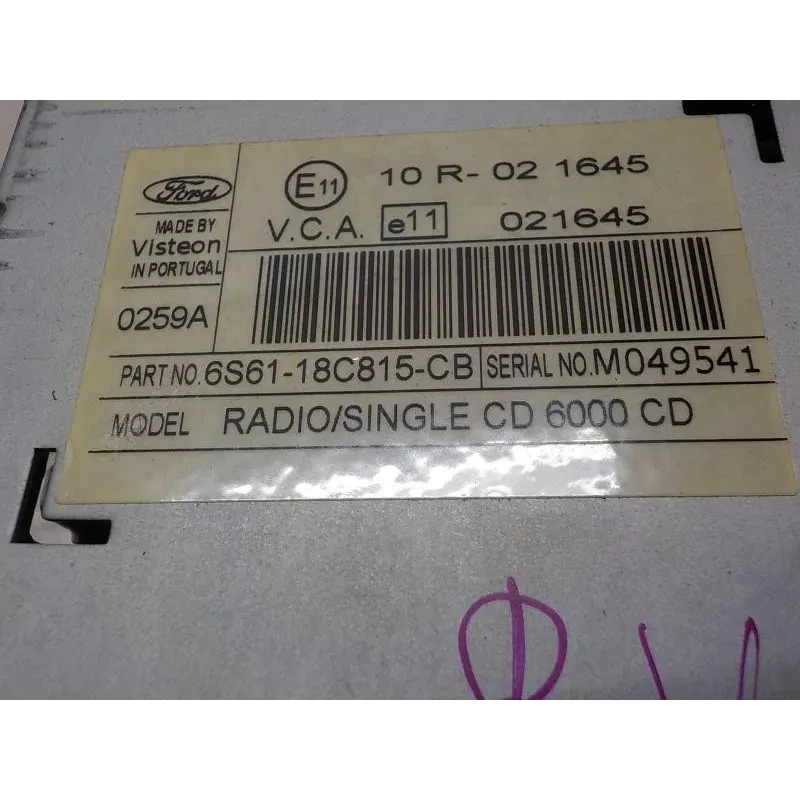 Ford
MADE BY
Visteon
IN PORTUGAL
0259A
E11 10 R- 02 1645
V.C.A. e11 021645
PART NO. 6S61-18C815-CB SERIAL NO. M049541
MODEL RADIO/SINGLE CD 6000 CD